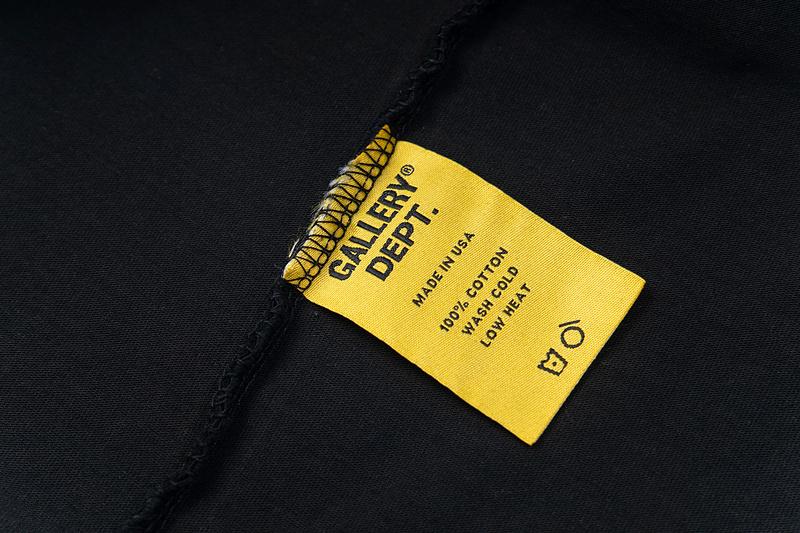 GALLERY®
DEPT.
MADE IN USA
100% COTTON
WASH COLD
LOW HEAT